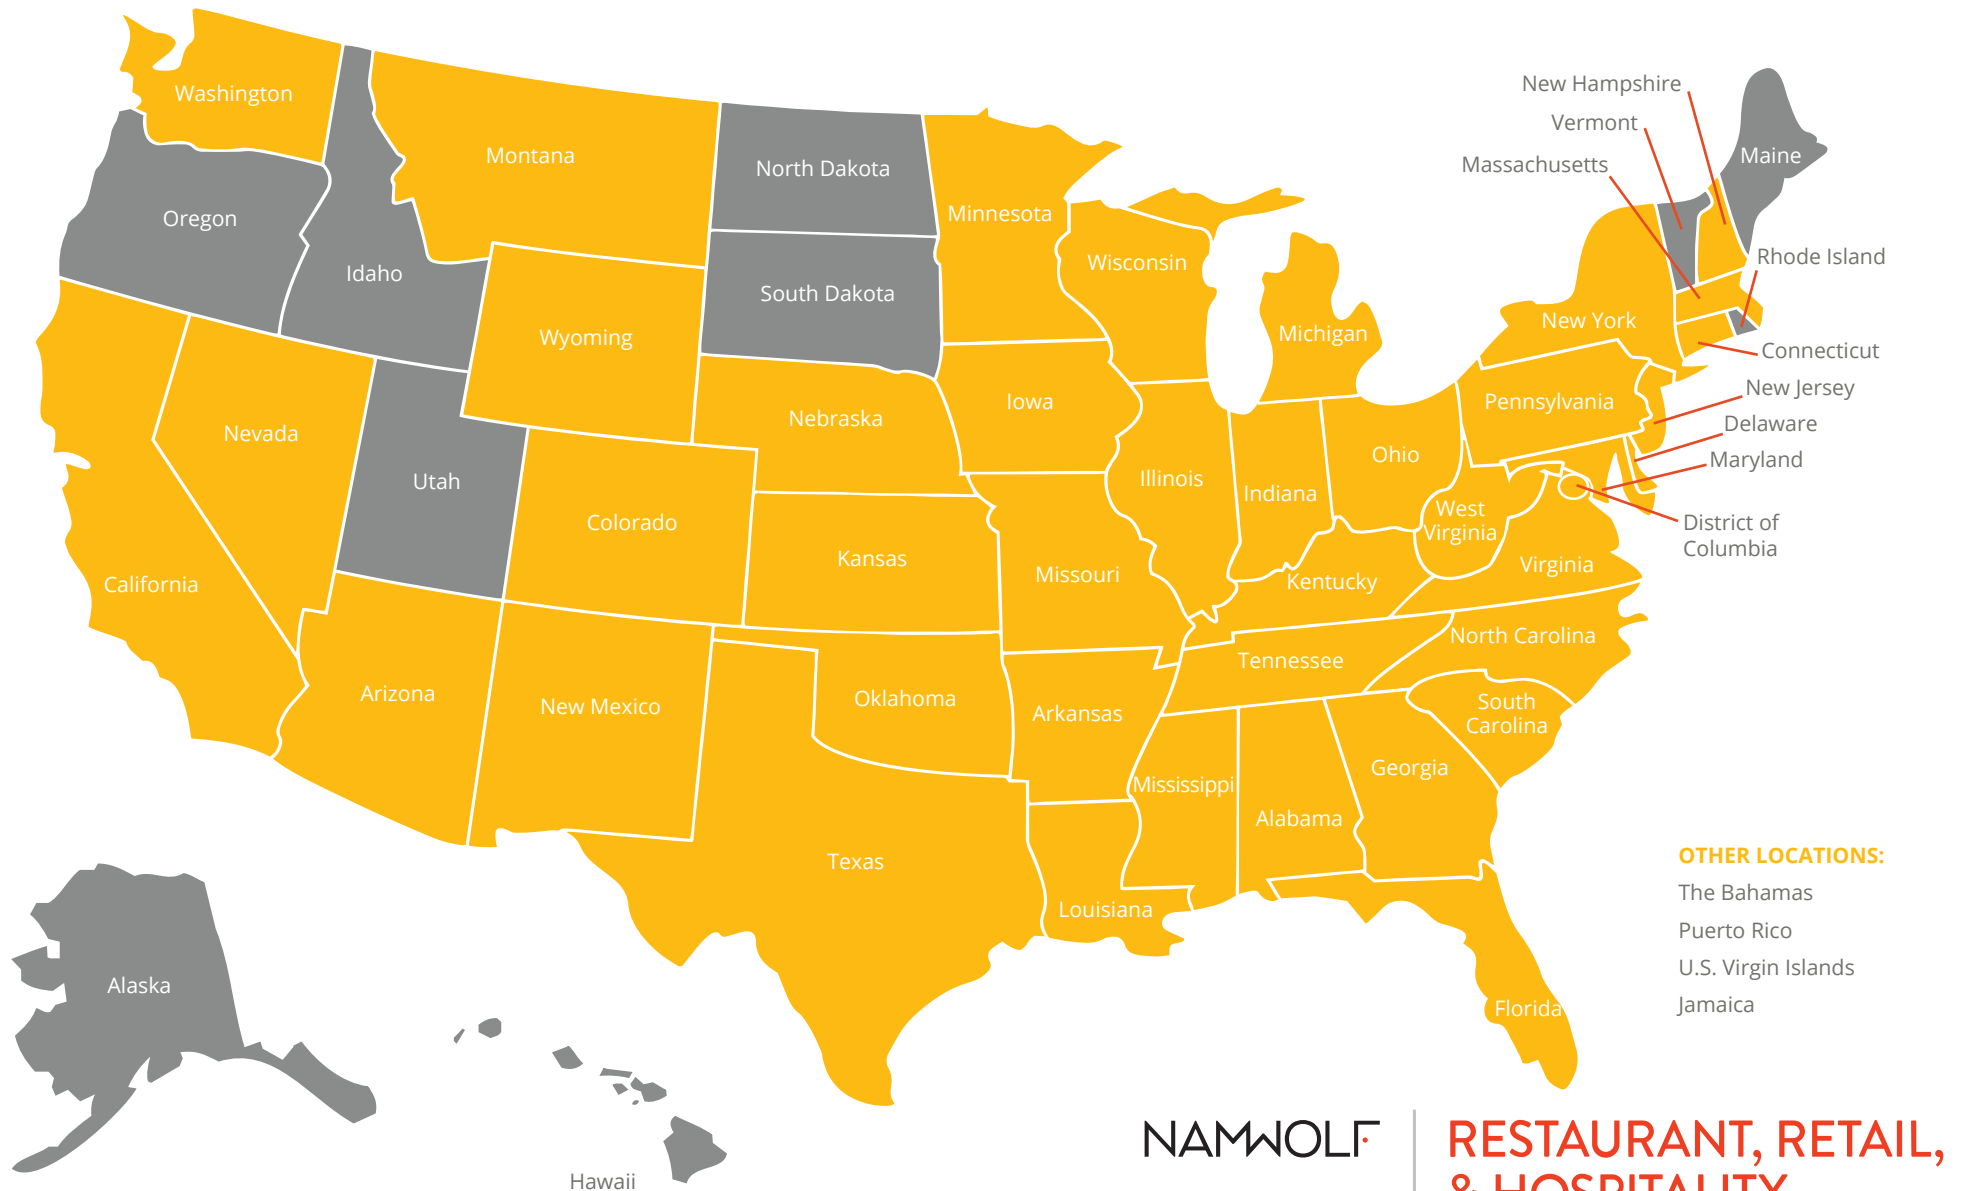 Washington
Montana
North Dakota
Minnesota
Oregon
Idaho
South Dakota
Wyoming
Wisconsin
Michigan
New Hampshire
Vermont
Massachusetts
Maine
Rhode Island
New York
Connecticut
New Jersey
Delaware
Maryland
District of
Columbia
Pennsylvania
Nevada
Utah
Nebraska
Iowa
Colorado
Kansas
Illinois
Indiana
Ohio
West
Virginia
Virginia
California
Missouri
Kentucky
Arizona
New Mexico
Oklahoma
Arkansas
Tennessee
North Carolina
South
Carolina
Mississippi
Alabama
Georgia
Texas
Louisiana
Florida
Alaska
Hawaii
OTHER LOCATIONS:
The Bahamas
Puerto Rico
U.S. Virgin Islands
Jamaica
NAMWOLF
RESTAURANT, RETAIL,
& HOSPITALITY